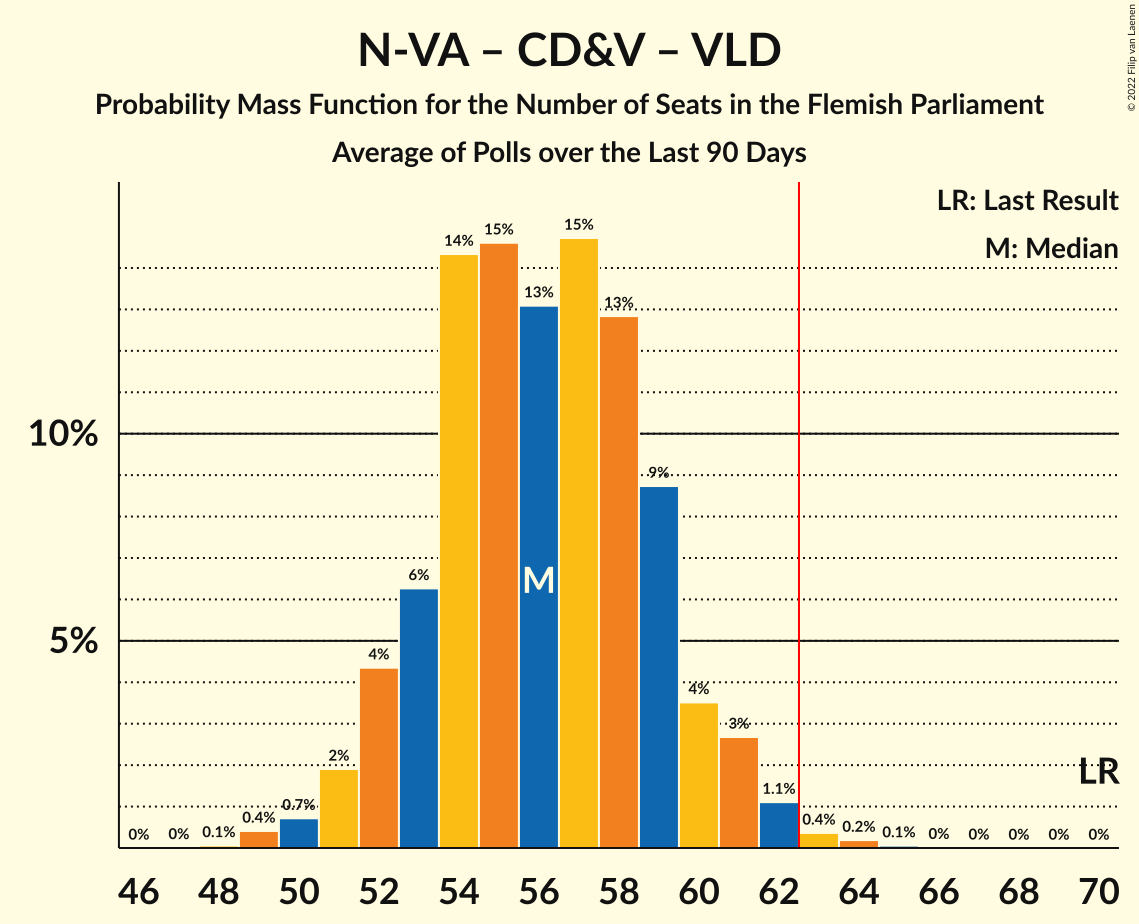 N-VA – CD&V – VLD
Probability Mass Function for the Number of Seats in the Flemish Parliament
Average of Polls over the Last 90 Days
© 2022 Filip van Laenen
LR: Last Result
M: Median
10%
5%
0% 0% 0.1% 0.4% 0.7% 2% 4% 6% 14% 15% 13% 15% 13% 9% 4% 3% 1.1% 0.4% 0.2% 0.1% 0% 0% 0% 0% 0%
M
LR
46 48 50 52 54 56 58 60 62 64 66 68 70